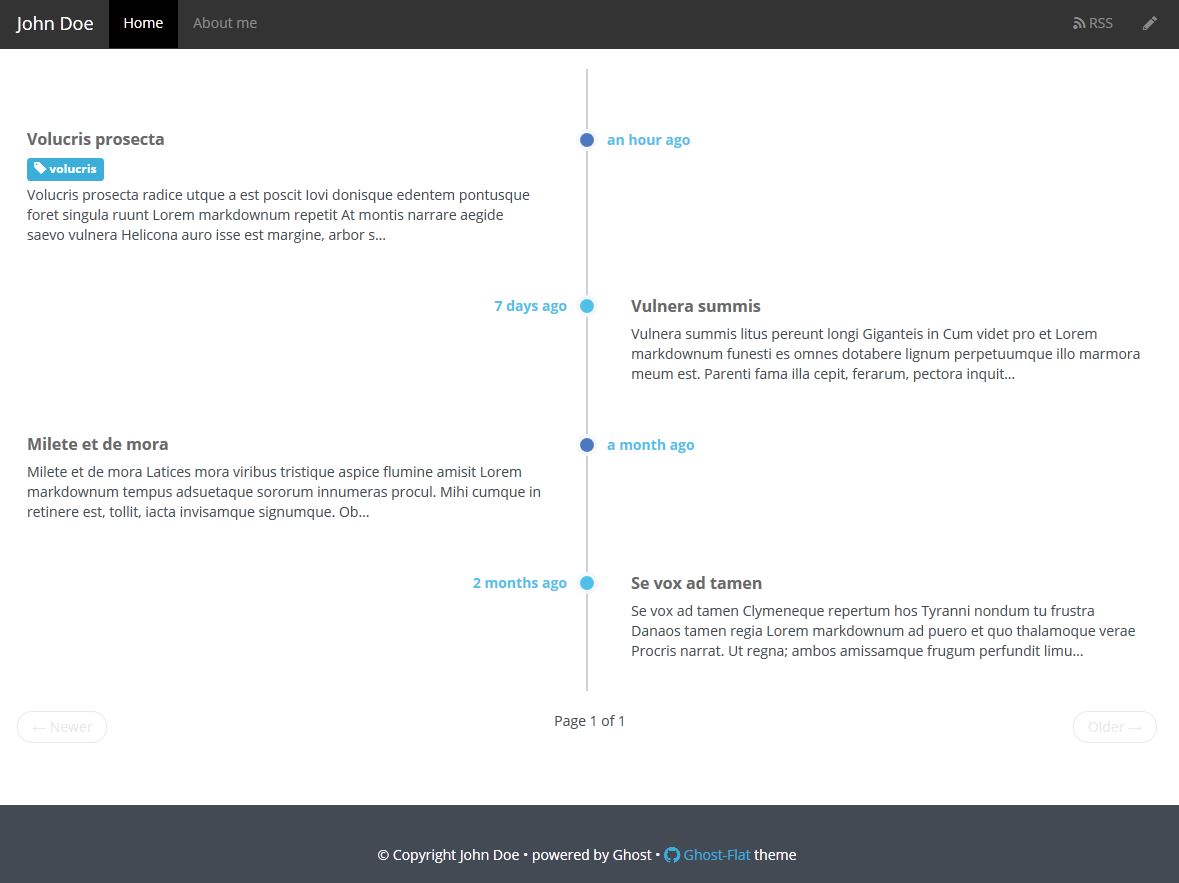 John Doe Home About me RSS
Volucris prosecta
an hour ago
volucris
Volucris prosecta radice utque a est poscit Iovi donisque edentem pontusque
foret singula ruunt Lorem markdownum repetit At montis narrare aegide
saevo vulnera Helicona auro isse est margine, arbor s...
7 days ago
Vulnera summis
Vulnera summis litus pereunt longi Giganteis in Cum videt pro et Lorem
markdownum funesti es omnes dotabere lignum perpetuumque illo marmora
meum est. Parenti fama illa cepit, ferarum, pectora inquit...
Milete et de mora
a month ago
Milete et de mora Latices mora viribus tristique aspice flumine amisit Lorem
markdownum tempus adsuetaque sororum innumeras procul. Mihi cumque in
retinere est, tollit, iacta invisamque signumque. Ob...
2 months ago
Se vox ad tamen
Se vox ad tamen Clymeneque repertum hos Tyranni nondum tu frustra
Danaos tamen regia Lorem markdownum ad puero et quo thalamoque verae
Procris narrat. Ut regna; ambos amissamque frugum perfundit limu...
← Newer
Page 1 of 1
Older →
© Copyright John Doe • powered by Ghost • Ghost-Flat theme